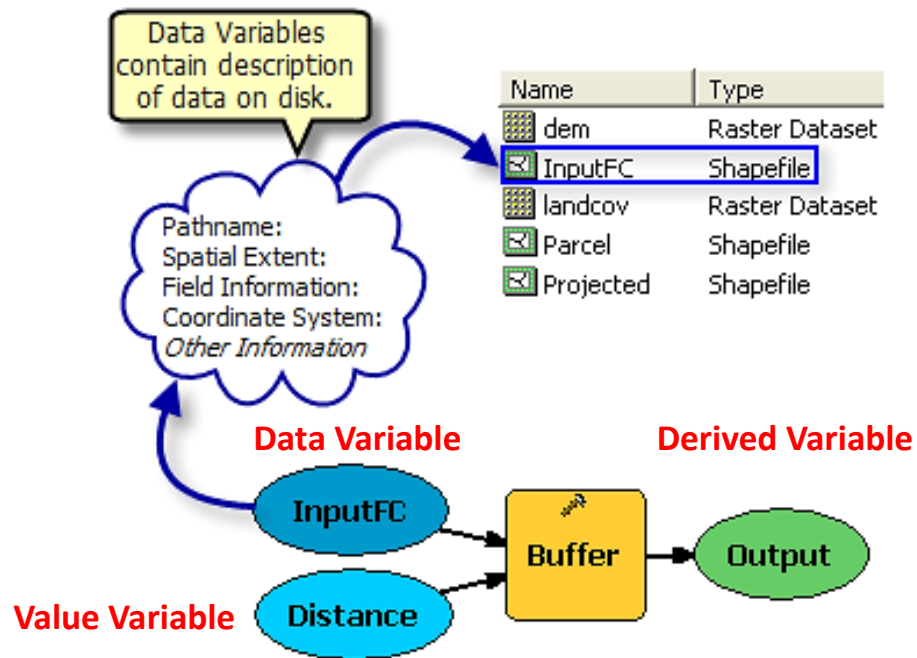 Data Variables
contain description
of data on disk.
Name Type
dem Raster Dataset
InputFC Shapefile
landcov Raster Dataset
Parcel Shapefile
Projected Shapefile
Pathname:
Spatial Extent:
Field Information:
Coordinate System:
Other Information
Data Variable
Derived Variable
InputFC
Buffer
Output
Value Variable
Distance